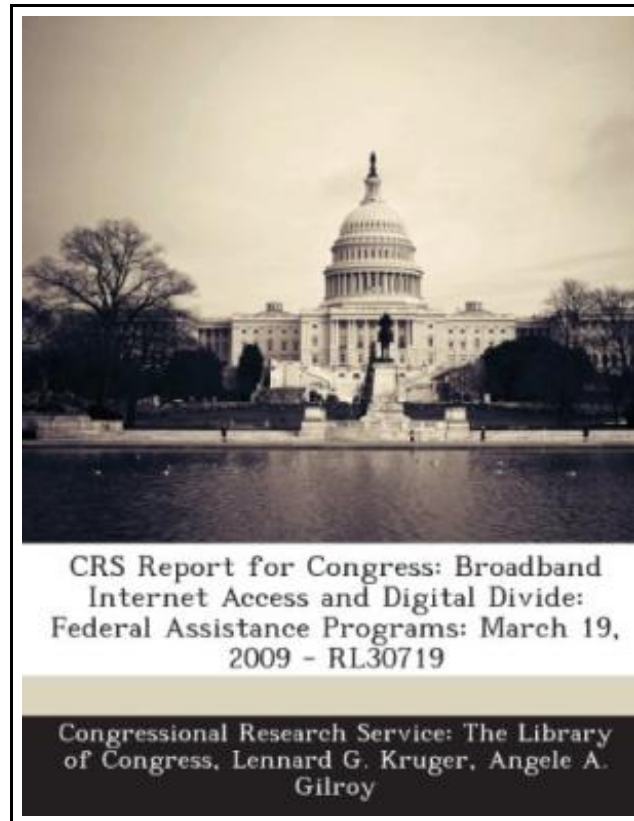 CRS Report for Congress: Broadband
Internet Access and Digital Divide:
Federal Assistance Programs: March 19,
2009 - RL30719
Congressional Research Service: The Library
of Congress, Lennard G. Kruger, Angele A.
Gilroy